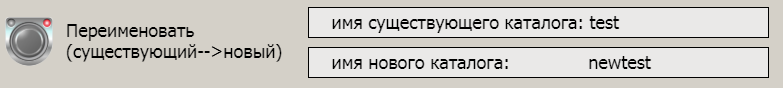 Переименовать
(существующий-->новый)
имя существующего каталога: test
имя нового каталога: newtest